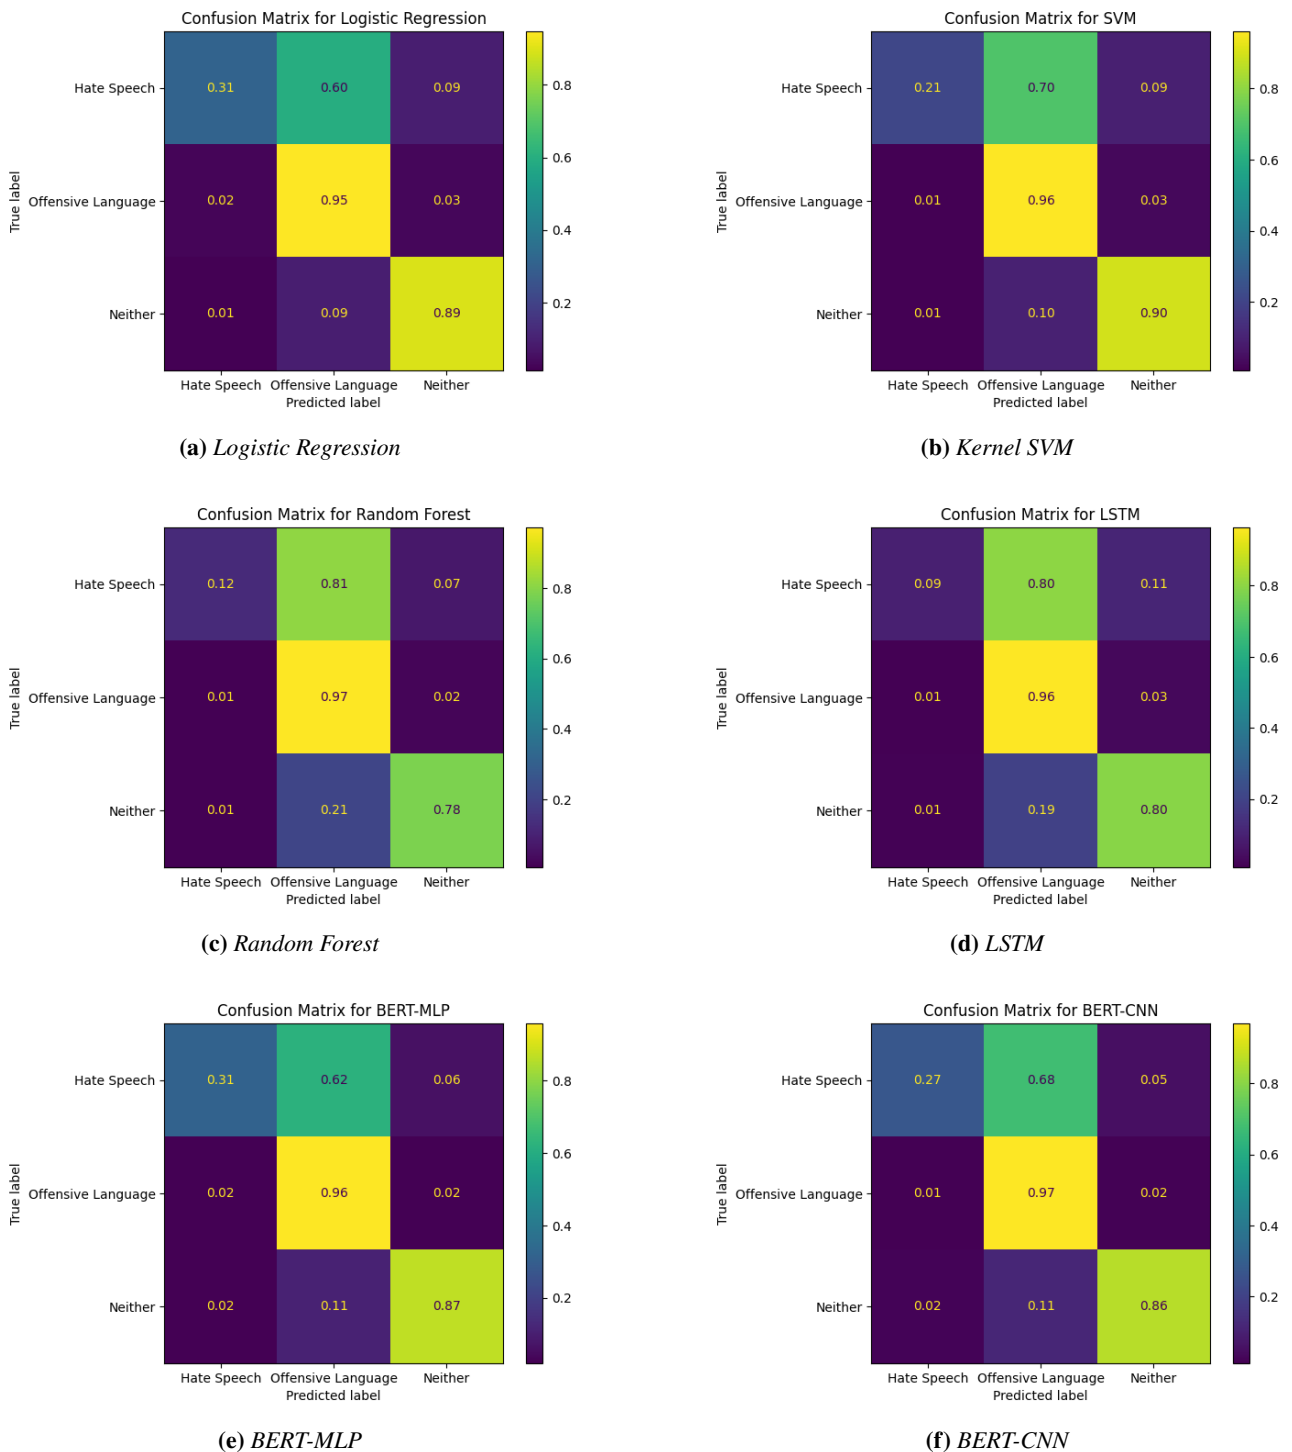 Confusion Matrix for Logistic Regression
Hate Speech 0.31 0.60 0.09
Offensive Language 0.02 0.95 0.03
Neither 0.01 0.09 0.89
Hate Speech Offensive Language Neither
Predicted label
True label
0.8
0.6
0.4
0.2
(a) Logistic Regression
Confusion Matrix for SVM
Hate Speech 0.21 0.70 0.09
Offensive Language 0.01 0.96 0.03
Neither 0.01 0.10 0.90
Hate Speech Offensive Language Neither
Predicted label
True label
0.8
0.6
0.4
0.2
(b) Kernel SVM
Confusion Matrix for Random Forest
Hate Speech 0.12 0.81 0.07
Offensive Language 0.01 0.97 0.02
Neither 0.01 0.21 0.78
Hate Speech Offensive Language Neither
Predicted label
True label
0.8
0.6
0.4
0.2
(c) Random Forest
Confusion Matrix for LSTM
Hate Speech 0.09 0.80 0.11
Offensive Language 0.01 0.96 0.03
Neither 0.01 0.19 0.80
Hate Speech Offensive Language Neither
Predicted label
True label
0.8
0.6
0.4
0.2
(d) LSTM
Confusion Matrix for BERT-MLP
Hate Speech 0.31 0.62 0.06
Offensive Language 0.02 0.96 0.02
Neither 0.02 0.11 0.87
Hate Speech Offensive Language Neither
Predicted label
True label
0.8
0.6
0.4
0.2
(e) BERT-MLP
Confusion Matrix for BERT-CNN
Hate Speech 0.27 0.68 0.05
Offensive Language 0.01 0.97 0.02
Neither 0.02 0.11 0.86
Hate Speech Offensive Language Neither
Predicted label
True label
0.8
0.6
0.4
0.2
(f) BERT-CNN